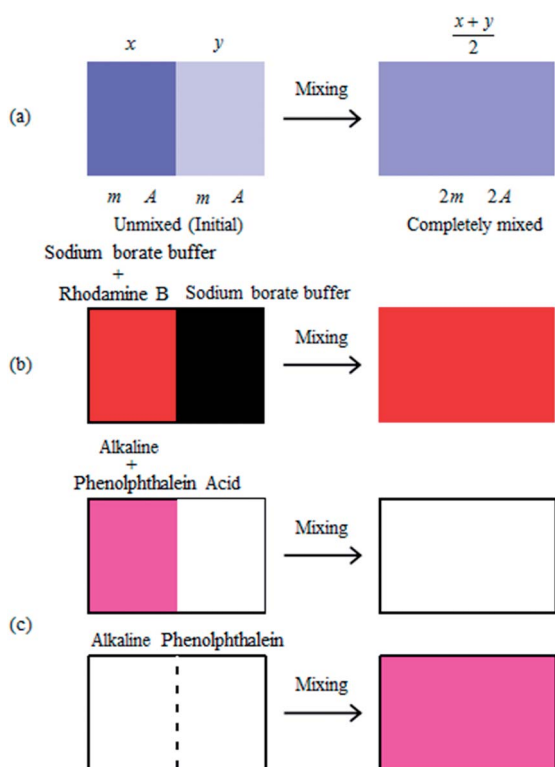 x y
x + y
2
(a)
Mixing
m A m A
2m 2A
Unmixed (Initial)
Completely mixed
Sodium borate buffer
+
Rhodamine B Sodium borate buffer
(b)
Mixing
Alkaline
+
Phenolphthalein Acid
Mixing
(c)
Alkaline Phenolphthalein
Mixing